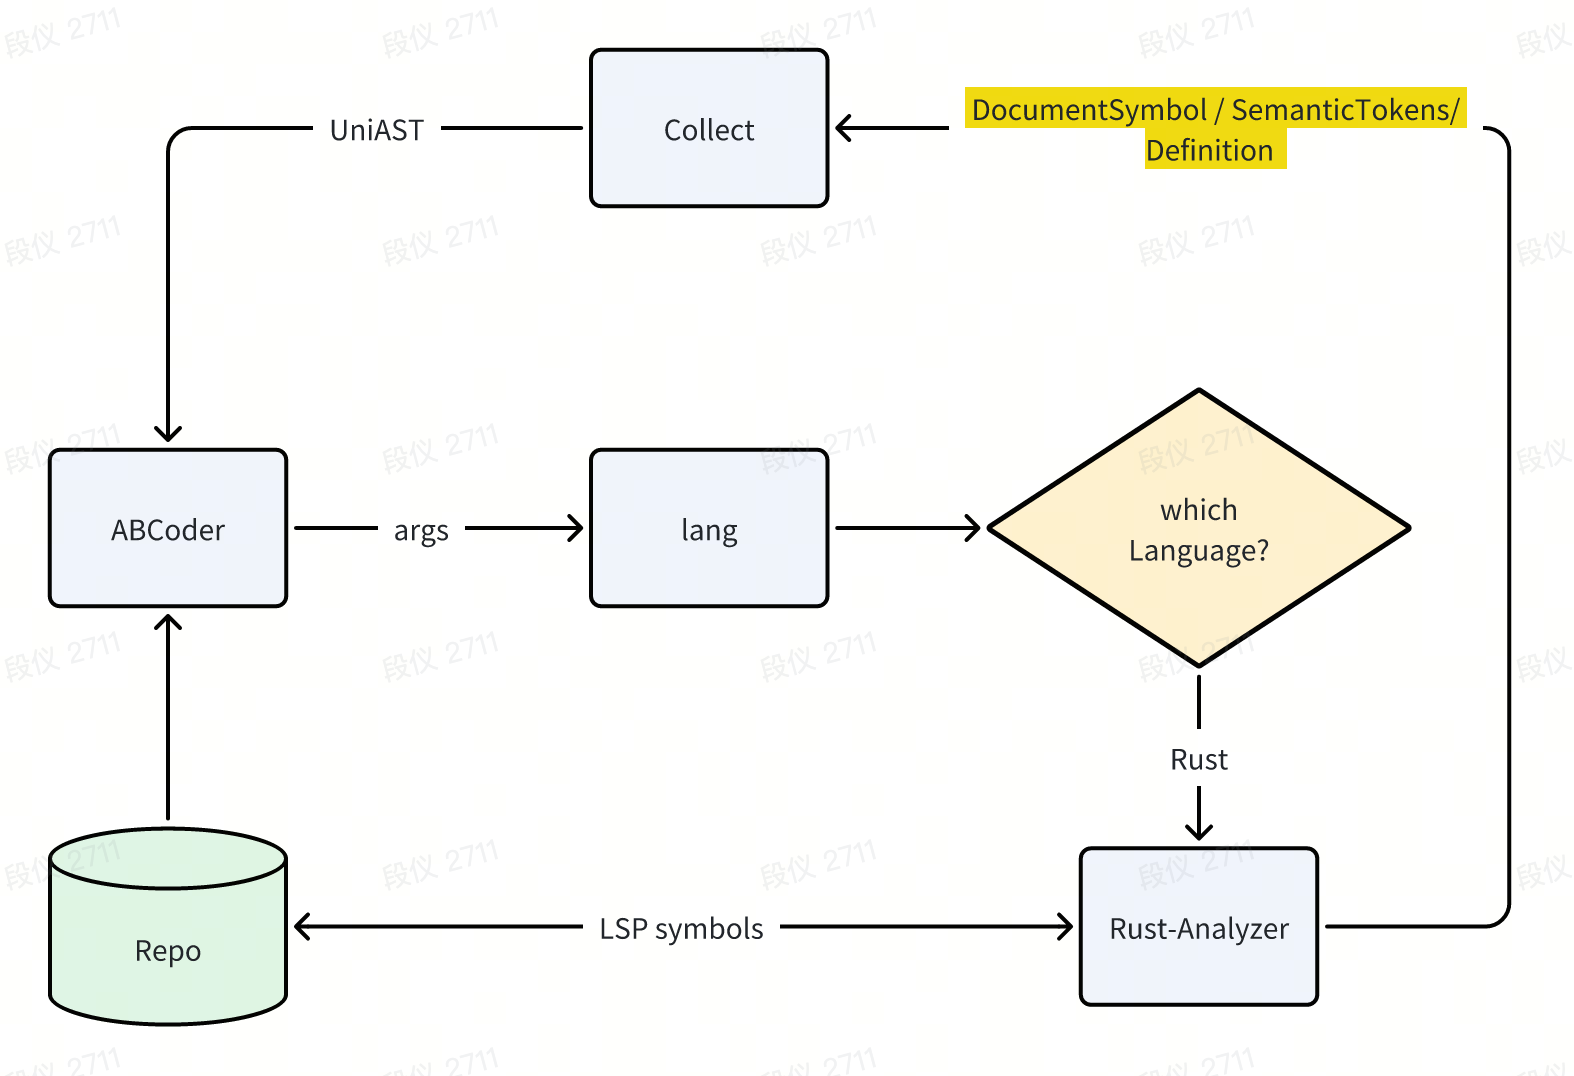 UniAST
Collect
DocumentSymbol / SemanticTokens/
Definition
ABCoder
args
lang
which
Language?
Rust
Repo
LSP symbols
Rust-Analyzer
段仪 2711